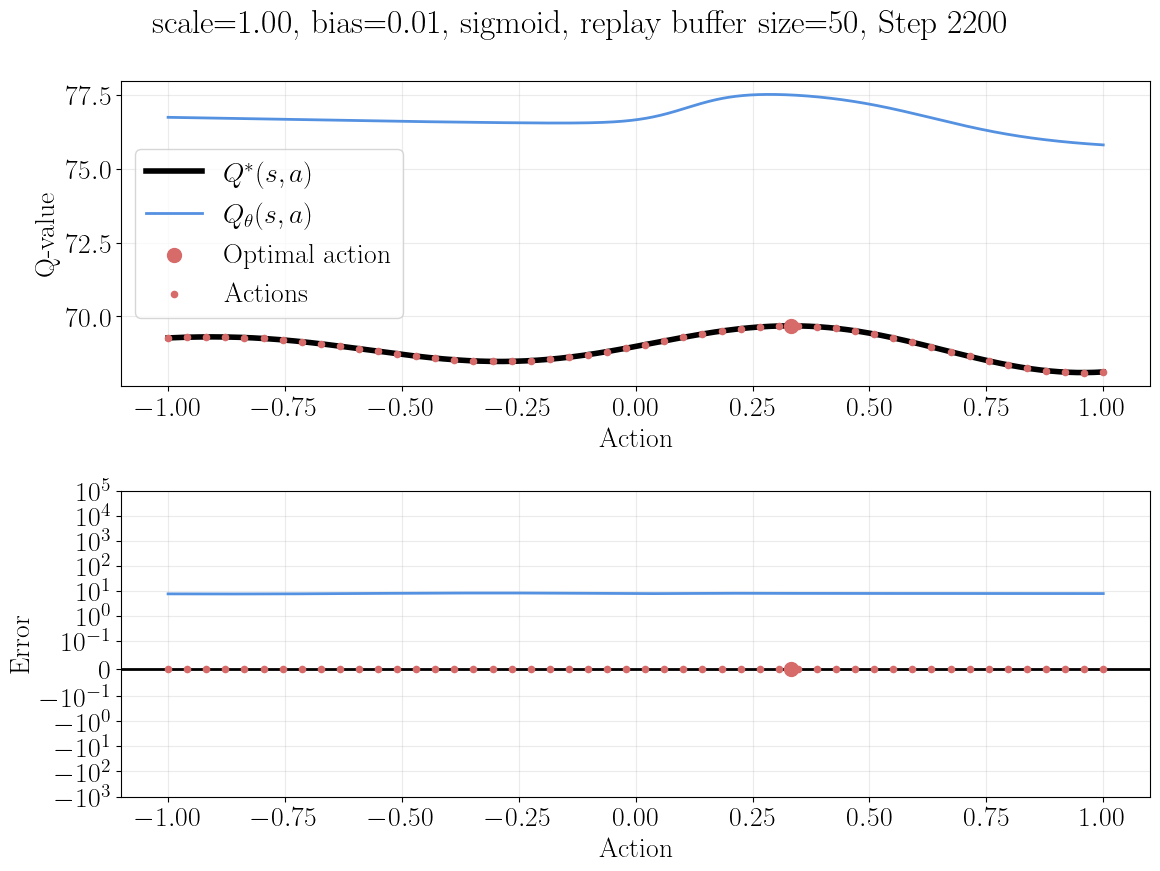 scale=1.00, bias=0.01, sigmoid, replay buffer size=50, Step 2200
77.5
75.0
72.5
70.0
Q-value
Q*(s, a)
Q_θ(s, a)
Optimal action
Actions
−1.00 −0.75 −0.50 −0.25 0.00 0.25 0.50 0.75 1.00
Action
10^5
10^4
10^3
10^2
10^1
10^0
10^−1
0
−10^−1
−10^0
−10^1
−10^2
−10^3
Error
−1.00 −0.75 −0.50 −0.25 0.00 0.25 0.50 0.75 1.00
Action